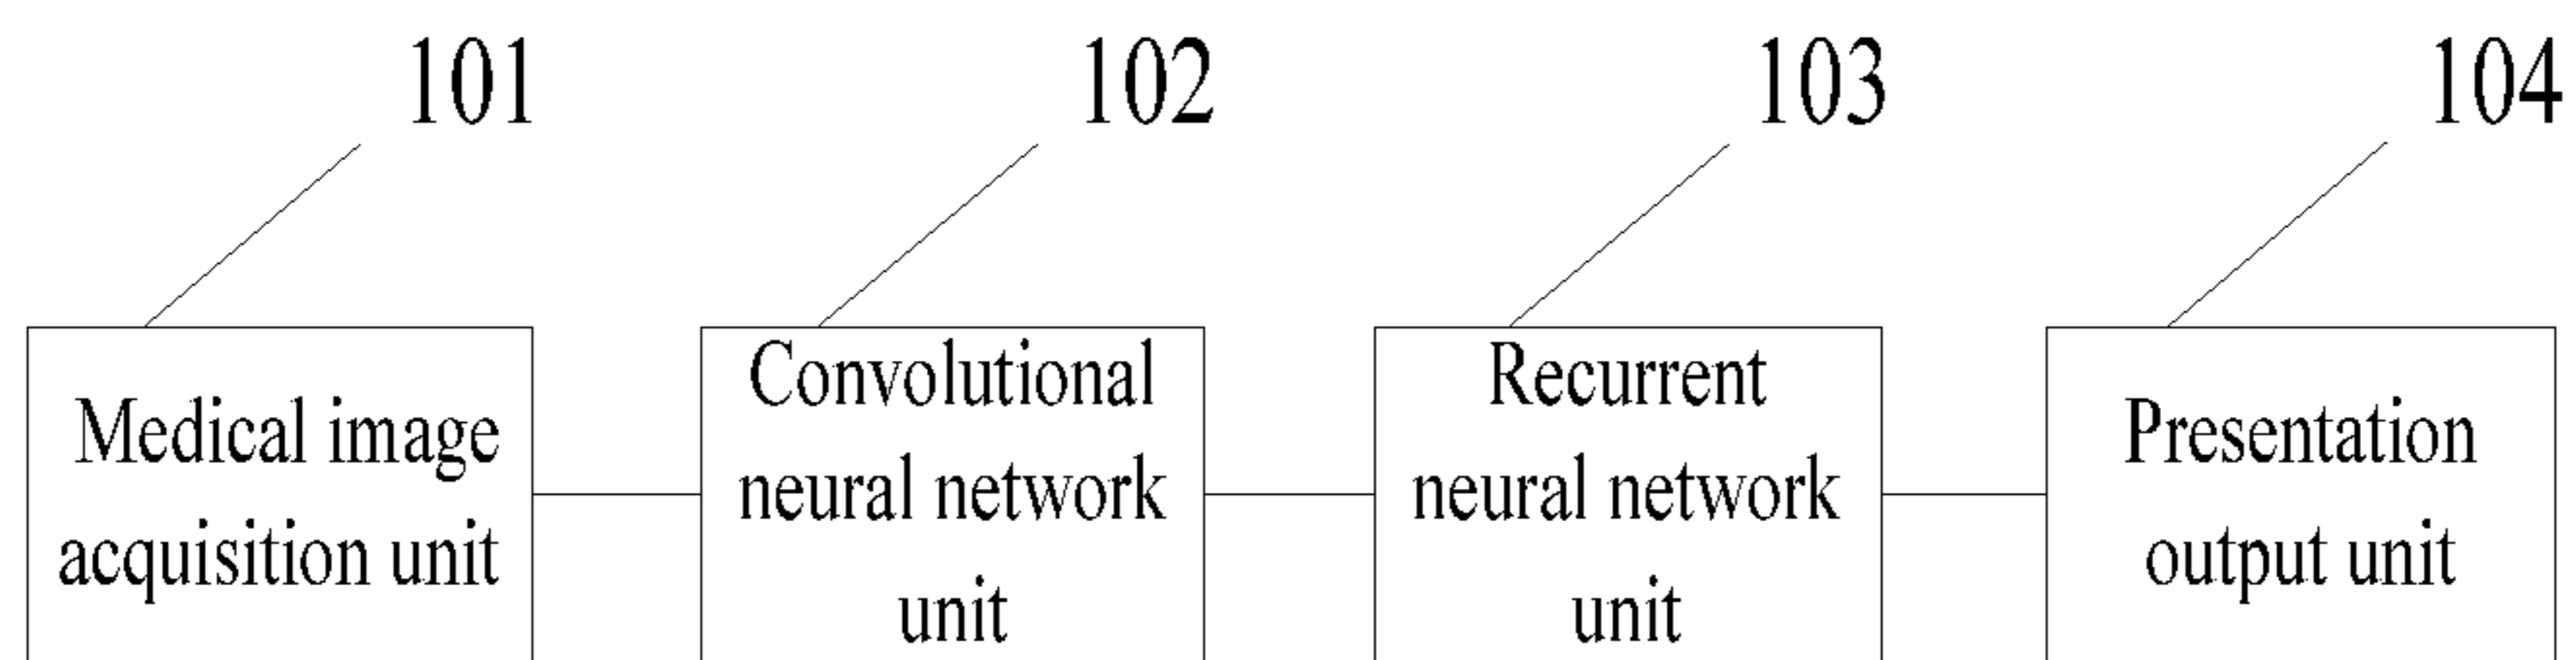 101
102
103
104
Medical image
acquisition unit
Convolutional
neural network
unit
Recurrent
neural network
unit
Presentation
output unit